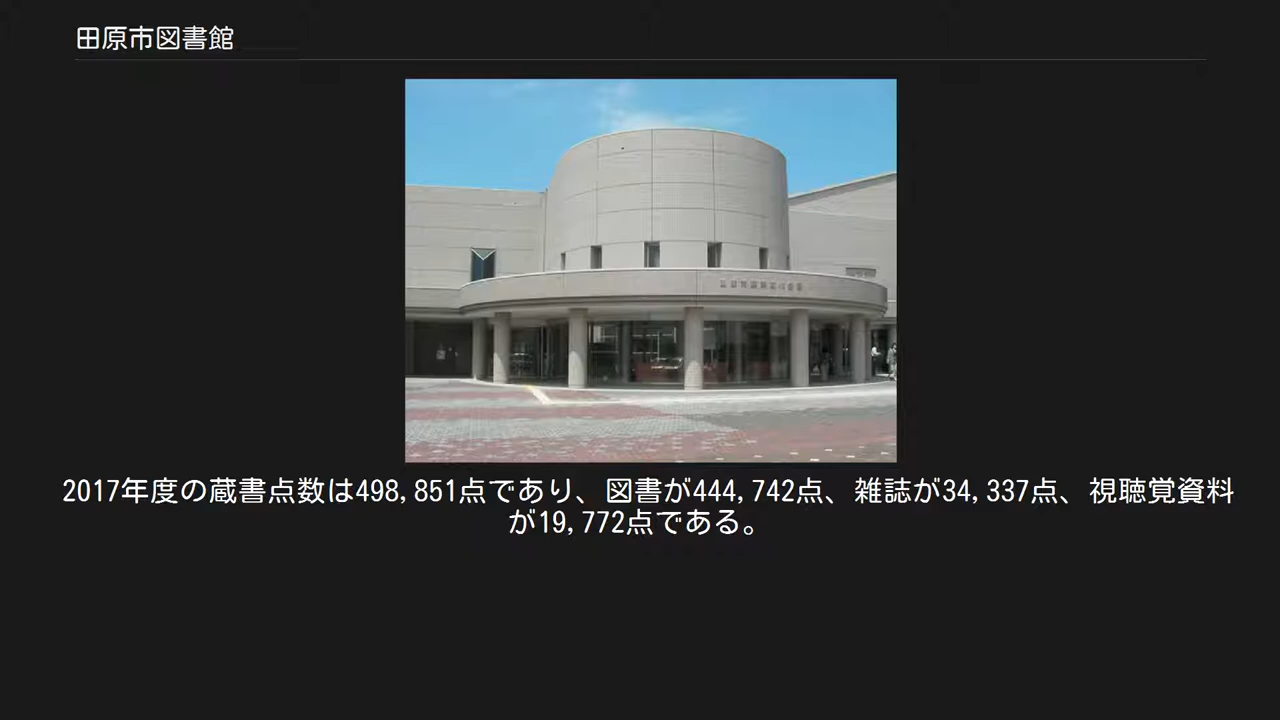 田原市図書館
2017年度の蔵書点数は498,851点であり、図書が444,742点、雑誌が34,337点、視聴覚資料
が19,772点である。